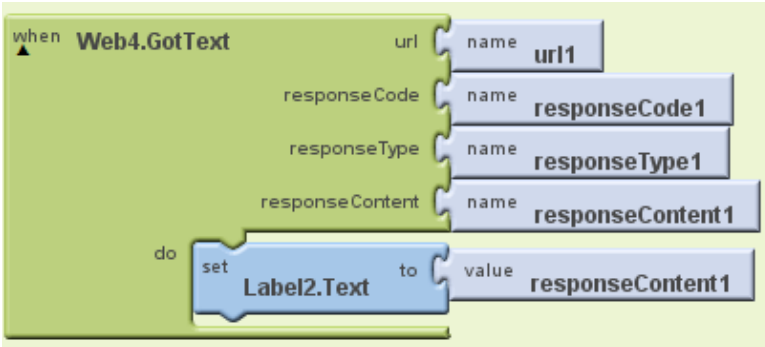 when Web4.GotText url name url1
responseCode name responseCode1
responseType name responseType1
responseContent name responseContent1
do set Label2.Text to value responseContent1